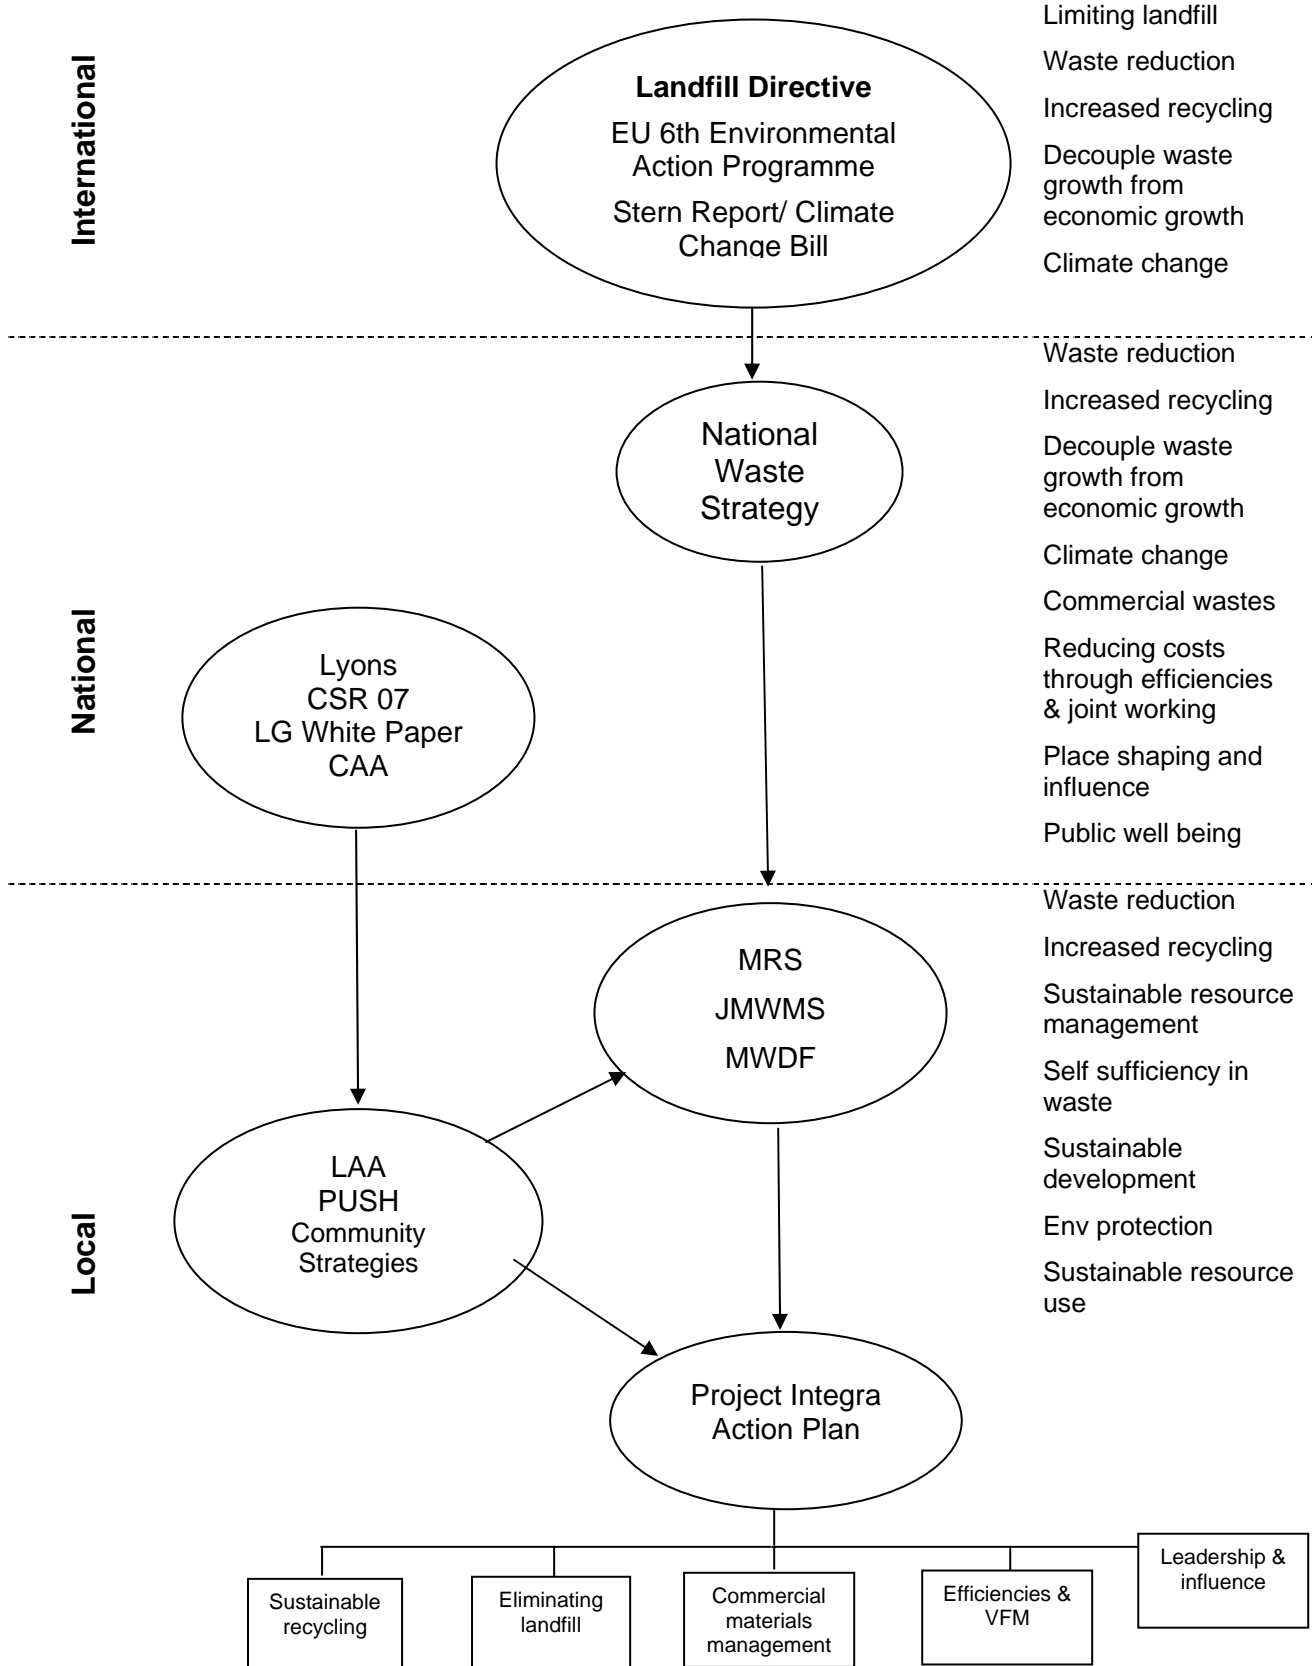 International
Landfill Directive
EU 6th Environmental
Action Programme
Stern Report/ Climate
Change Bill
Limiting landfill
Waste reduction
Increased recycling
Decouple waste
growth from
economic growth
Climate change
National
National
Waste
Strategy
Lyons
CSR 07
LG White Paper
CAA
Waste reduction
Increased recycling
Decouple waste
growth from
economic growth
Climate change
Commercial wastes
Reducing costs
through efficiencies
& joint working
Place shaping and
influence
Public well being
Local
MRS
JMWMS
MWDF
LAA
PUSH
Community
Strategies
Project Integra
Action Plan
Waste reduction
Increased recycling
Sustainable resource
management
Self sufficiency in
waste
Sustainable
development
Env protection
Sustainable resource
use
Sustainable
recycling
Eliminating
landfill
Commercial
materials
management
Efficiencies &
VFM
Leadership &
influence